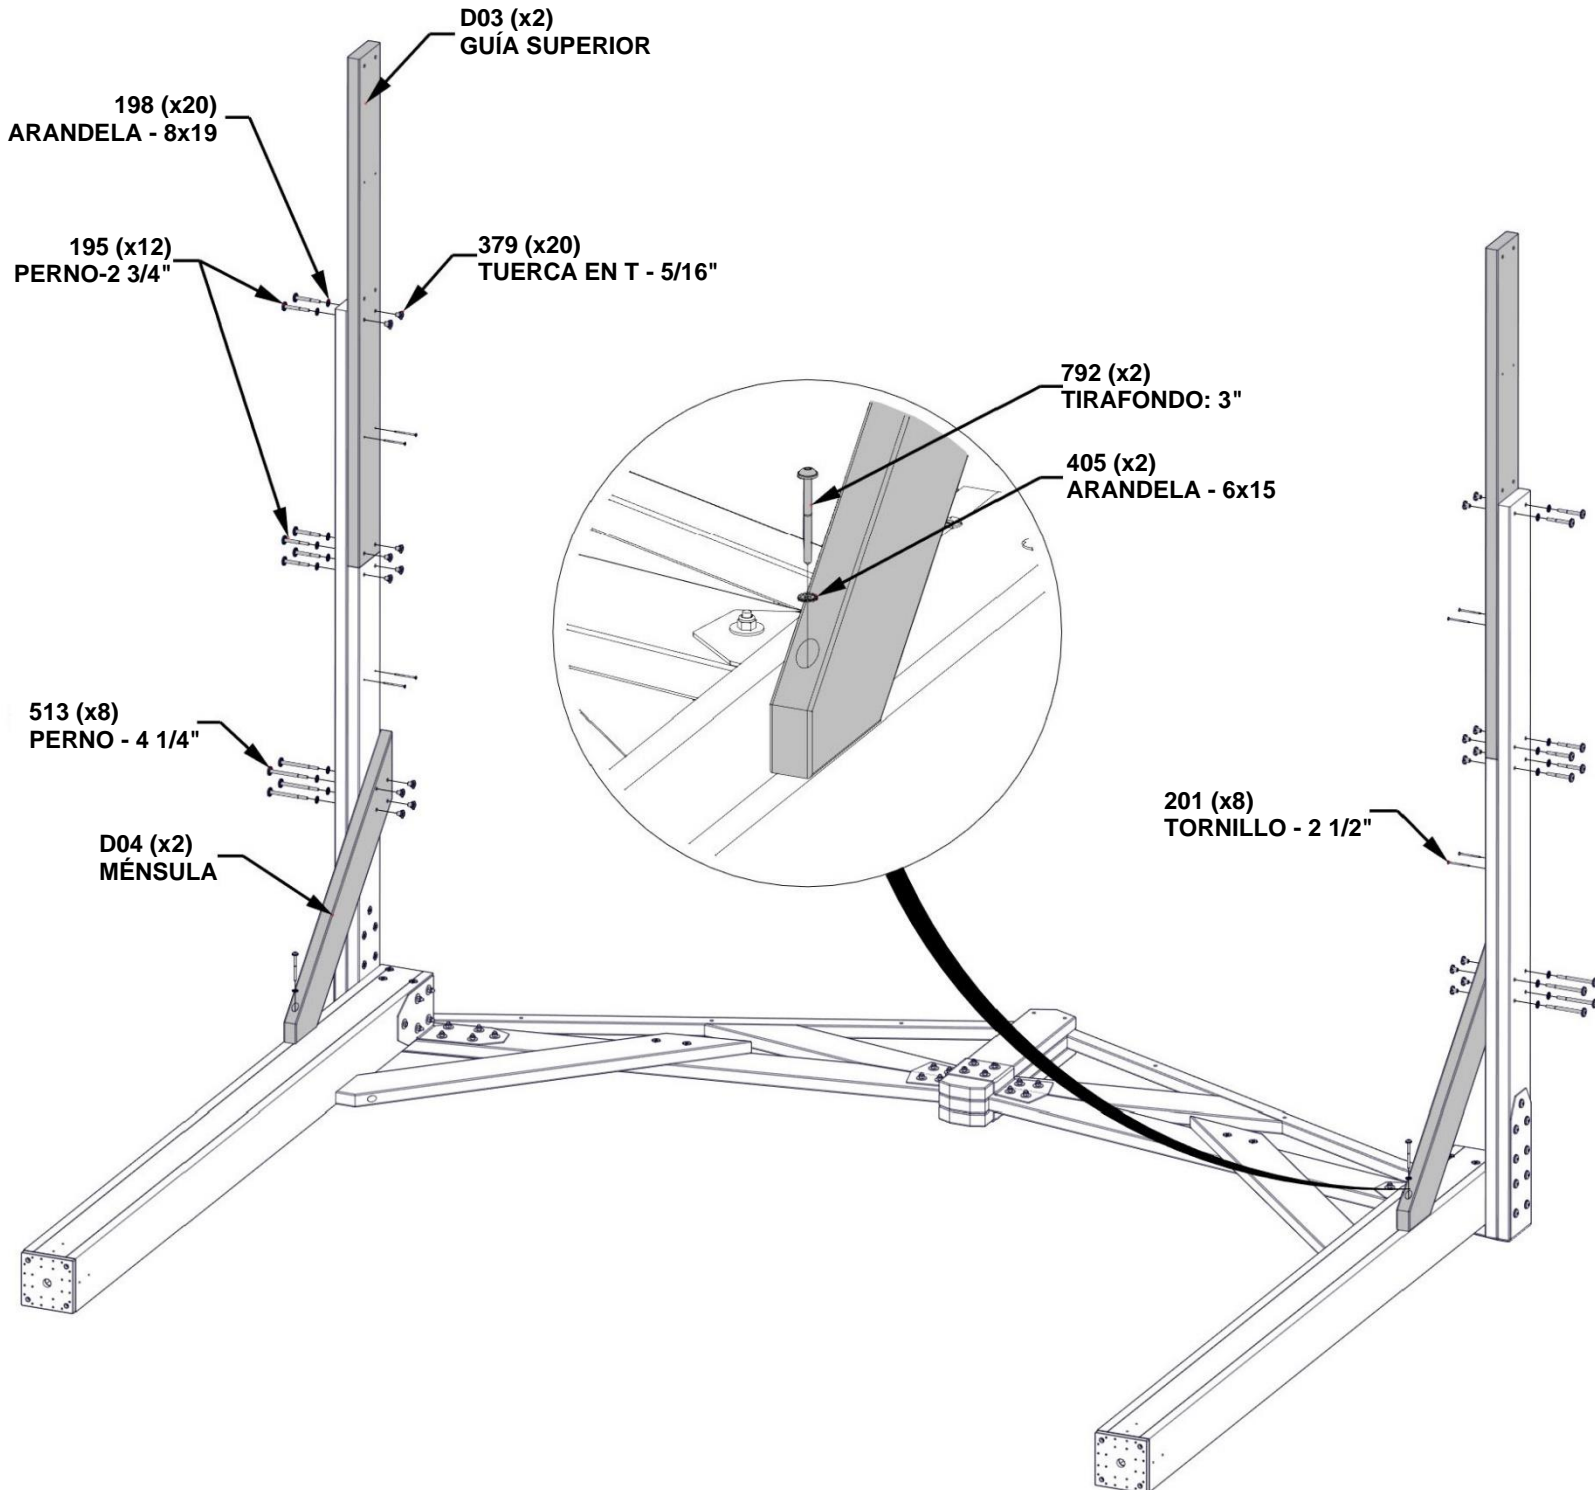 D03 (x2)
GUÍA SUPERIOR
198 (x20)
ARANDELA - 8x19
195 (x12)
PERNO-2 3/4"
379 (x20)
TUERCA EN T - 5/16"
792 (x2)
TIRAFONDO: 3"
405 (x2)
ARANDELA - 6x15
513 (x8)
PERNO - 4 1/4"
201 (x8)
TORNILLO - 2 1/2"
D04 (x2)
MÉNSULA